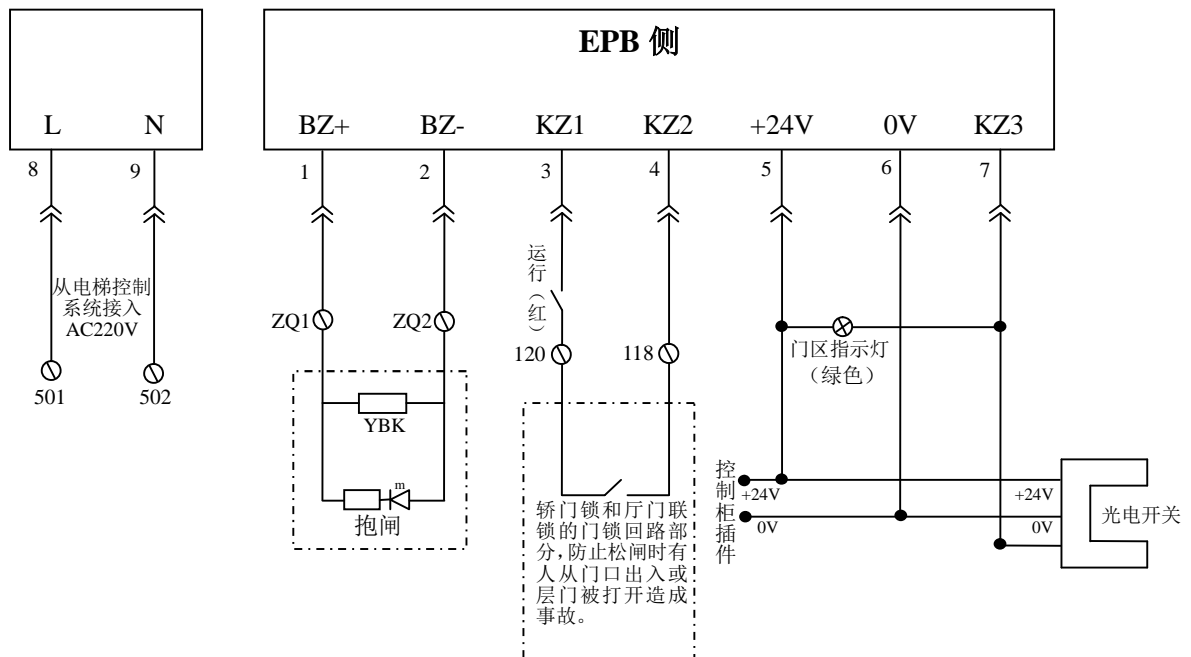 EPB 侧
L
N
BZ+
BZ-
KZ1
KZ2
+24V
0V
KZ3
8
9
1
2
3
4
5
6
7
从电梯控制
系统接入
AC220V
501
502
ZQ1
ZQ2
YBK
m
抱闸
运行（红）
120
118
轿门锁和厅门联
锁的门锁回路部
分，防止松闸时有
人从门口出入或
层门被打开造成
事故。
门区指示灯
（绿色）
控制柜插件
+24V
0V
+24V
0V
光电开关